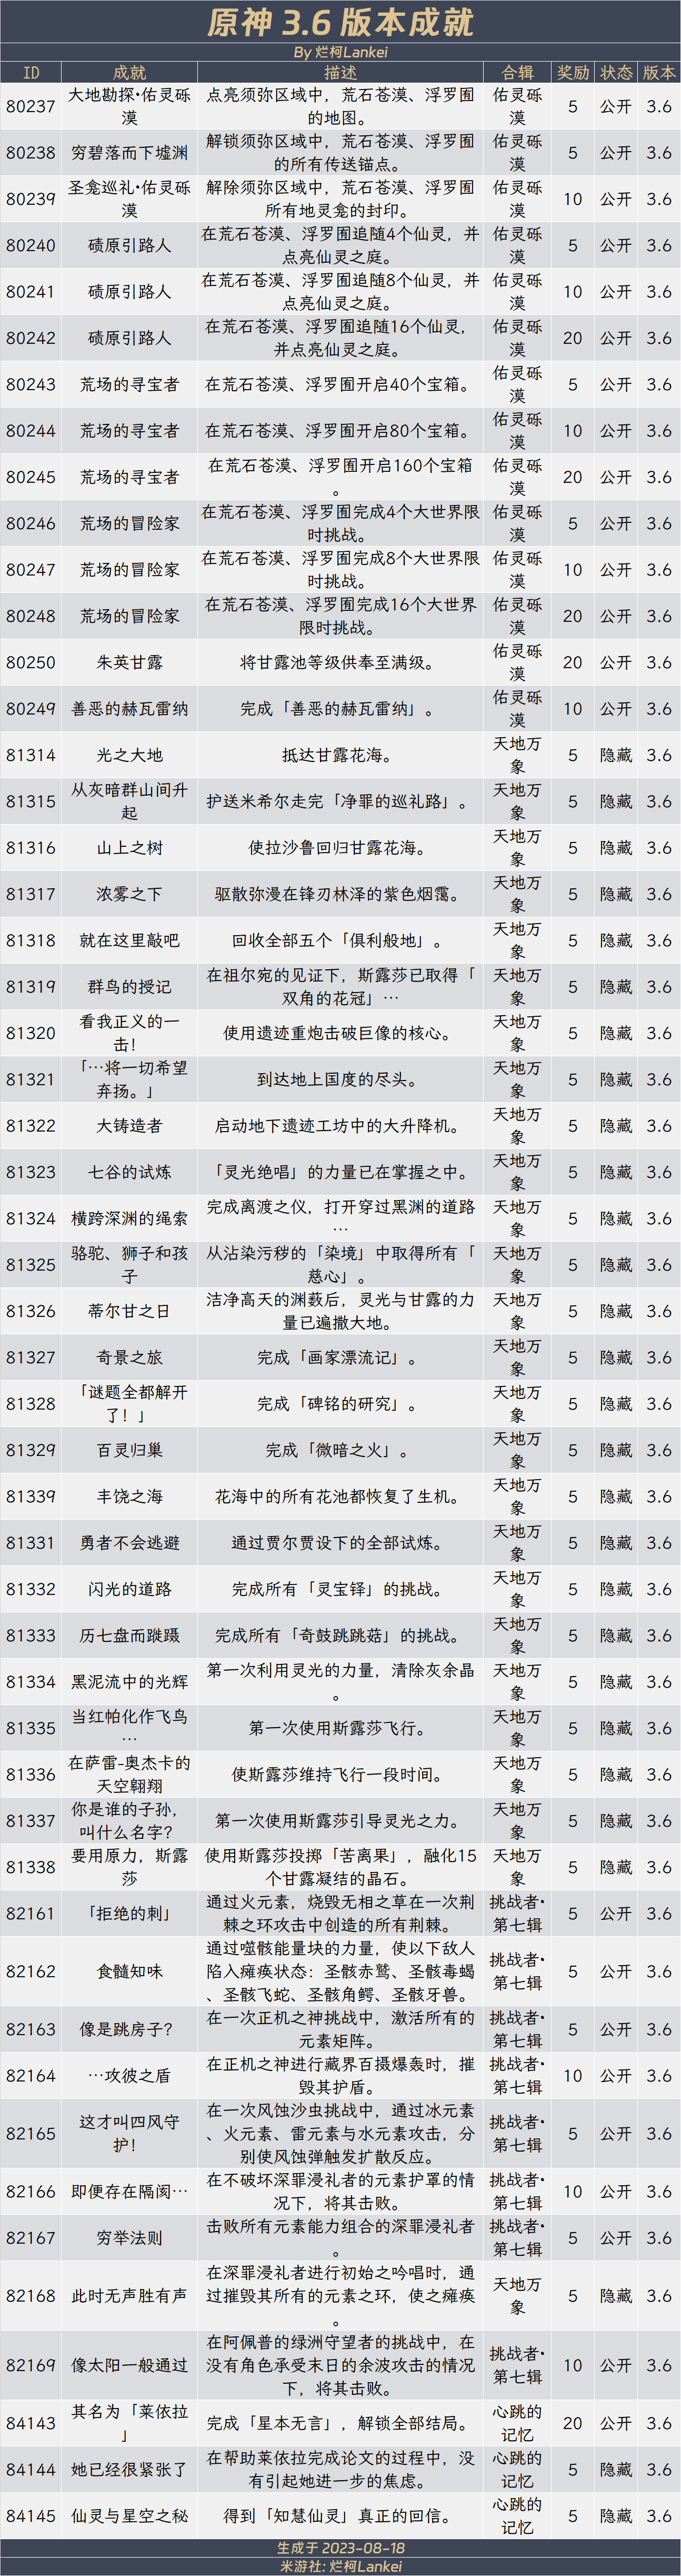 原神 3.6 版本成就
By 烂柯Lankei
ID 成就 描述 合辑 奖励 状态 版本
80237 大地勘探•佑灵砾漠 点亮须弥区域中，荒石苍漠、浮罗囿的地图。 佑灵砾漠 5 公开 3.6
80238 穷碧落而下墟渊 解锁须弥区域中，荒石苍漠、浮罗囿的所有传送锚点。 佑灵砾漠 5 公开 3.6
80239 圣龛巡礼•佑灵砾漠 解除须弥区域中，荒石苍漠、浮罗囿所有地灵龛的封印。 佑灵砾漠 10 公开 3.6
80240 碛原引路人 在荒石苍漠、浮罗囿追随4个仙灵，并点亮仙灵之庭。 佑灵砾漠 5 公开 3.6
80241 碛原引路人 在荒石苍漠、浮罗囿追随8个仙灵，并点亮仙灵之庭。 佑灵砾漠 10 公开 3.6
80242 碛原引路人 在荒石苍漠、浮罗囿追随16个仙灵，并点亮仙灵之庭。 佑灵砾漠 20 公开 3.6
80243 荒场的寻宝者 在荒石苍漠、浮罗囿开启40个宝箱。 佑灵砾漠 5 公开 3.6
80244 荒场的寻宝者 在荒石苍漠、浮罗囿开启80个宝箱。 佑灵砾漠 10 公开 3.6
80245 荒场的寻宝者 在荒石苍漠、浮罗囿开启160个宝箱。 佑灵砾漠 20 公开 3.6
80246 荒场的冒险家 在荒石苍漠、浮罗囿完成4个大世界限时挑战。 佑灵砾漠 5 公开 3.6
80247 荒场的冒险家 在荒石苍漠、浮罗囿完成8个大世界限时挑战。 佑灵砾漠 10 公开 3.6
80248 荒场的冒险家 在荒石苍漠、浮罗囿完成16个大世界限时挑战。 佑灵砾漠 20 公开 3.6
80250 朱英甘露 将甘露池等级供奉至满级。 佑灵砾漠 20 公开 3.6
80249 善恶的赫瓦雷纳 完成「善恶的赫瓦雷纳」。 佑灵砾漠 10 公开 3.6
81314 光之大地 抵达甘露花海。 天地万象 5 隐藏 3.6
81315 从灰暗群山间升起 护送米希尔走完「净罪的巡礼路」。 天地万象 5 隐藏 3.6
81316 山上之树 使拉沙鲁回归甘露花海。 天地万象 5 隐藏 3.6
81317 浓雾之下 驱散弥漫在锋刃林泽的紫色烟霭。 天地万象 5 隐藏 3.6
81318 就在这里敲吧 回收全部五个「俱利般地」。 天地万象 5 隐藏 3.6
81319 群鸟的授记 在祖尔宛的见证下，斯露莎已取得「双角的花冠」… 天地万象 5 隐藏 3.6
81320 看我正义的一击！ 使用遗迹重炮击破巨像的核心。 天地万象 5 隐藏 3.6
81321 「…将一切希望弃扬。」 到达地上国度的尽头。 天地万象 5 隐藏 3.6
81322 大铸造者 启动地下遗迹工坊中的大升降机。 天地万象 5 隐藏 3.6
81323 七谷的试炼 「灵光绝唱」的力量已在掌握之中。 天地万象 5 隐藏 3.6
81324 横跨深渊的绳索 完成离渡之仪，打开穿过黑渊的道路… 天地万象 5 隐藏 3.6
81325 骆驼、狮子和孩子 从沾染污秽的「染境」中取得所有「慈心」。 天地万象 5 隐藏 3.6
81326 蒂尔甘之日 洁净高天的渊薮后，灵光与甘露的力量已遍撒大地。 天地万象 5 隐藏 3.6
81327 奇景之旅 完成「画家漂流记」。 天地万象 5 隐藏 3.6
81328 「谜题全都解开了！」 完成「碑铭的研究」。 天地万象 5 隐藏 3.6
81329 百灵归巢 完成「微暗之火」。 天地万象 5 隐藏 3.6
81339 丰饶之海 花海中的所有花池都恢复了生机。 天地万象 5 隐藏 3.6
81331 勇者不会逃避 通过贾尔贾设下的全部试炼。 天地万象 5 隐藏 3.6
81332 闪光的道路 完成所有「灵宝铎」的挑战。 天地万象 5 隐藏 3.6
81333 历七盘而蹝蹑 完成所有「奇鼓跳跳菇」的挑战。 天地万象 5 隐藏 3.6
81334 黑泥流中的光辉 第一次利用灵光的力量，清除灰余晶。 天地万象 5 隐藏 3.6
81335 当红帕化作飞鸟… 第一次使用斯露莎飞行。 天地万象 5 隐藏 3.6
81336 在萨雷-奥杰卡的天空翱翔 使斯露莎维持飞行一段时间。 天地万象 5 隐藏 3.6
81337 你是谁的子孙，叫什么名字？ 第一次使用斯露莎引导灵光之力。 天地万象 5 隐藏 3.6
81338 要用原力，斯露莎 使用斯露莎投掷「苦离果」，融化15个甘露凝结的晶石。 天地万象 5 隐藏 3.6
82161 「拒绝的刺」 通过火元素，烧毁无相之草在一次荆棘之环攻击中创造的所有荆棘。 挑战者•第七辑 5 公开 3.6
82162 食髓知味 通过噬骸能量块的力量，使以下敌人陷入瘫痪状态：圣骸赤鹫、圣骸毒蝎、圣骸飞蛇、圣骸角鳄、圣骸牙兽。 挑战者•第七辑 5 公开 3.6
82163 像是跳房子？ 在一次正机之神挑战中，激活所有的元素矩阵。 挑战者•第七辑 5 公开 3.6
82164 …攻彼之盾 在正机之神进行藏界百摄爆轰时，摧毁其护盾。 挑战者•第七辑 10 公开 3.6
82165 这才叫四风守护！ 在一次风蚀沙虫挑战中，通过冰元素、火元素、雷元素与水元素攻击，分别使风蚀弹触发扩散反应。 挑战者•第七辑 5 公开 3.6
82166 即便存在隔阂… 在不破坏深罪浸礼者的元素护罩的情况下，将其击败。 挑战者•第七辑 10 公开 3.6
82167 穷举法则 击败所有元素能力组合的深罪浸礼者。 挑战者•第七辑 5 公开 3.6
82168 此时无声胜有声 在深罪浸礼者进行初始之吟唱时，通过摧毁其所有的元素之环，使之瘫痪。 天地万象 5 隐藏 3.6
82169 像太阳一般通过 在阿佩普的绿洲守望者的挑战中，在没有角色承受末日的余波攻击的情况下，将其击败。 挑战者•第七辑 10 公开 3.6
84143 其名为「莱依拉」 完成「星本无言」，解锁全部结局。 心跳的记忆 20 公开 3.6
84144 她已经很紧张了 在帮助莱依拉完成论文的过程中，没有引起她进一步的焦虑。 心跳的记忆 5 隐藏 3.6
84145 仙灵与星空之秘 得到「知慧仙灵」真正的回信。 心跳的记忆 5 隐藏 3.6
生成于 2023-08-18
米游社: 烂柯Lankei